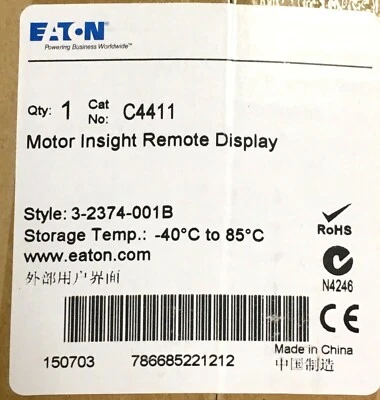 EATON
Powering Business Worldwide™
Qty: 1 Cat No: C4411
Motor Insight Remote Display
Style: 3-2374-001B
Storage Temp.: -40°C to 85°C
www.eaton.com
外部用户界面
RoHS
N4246
CE
150703 786685221212
Made in China
中国制造